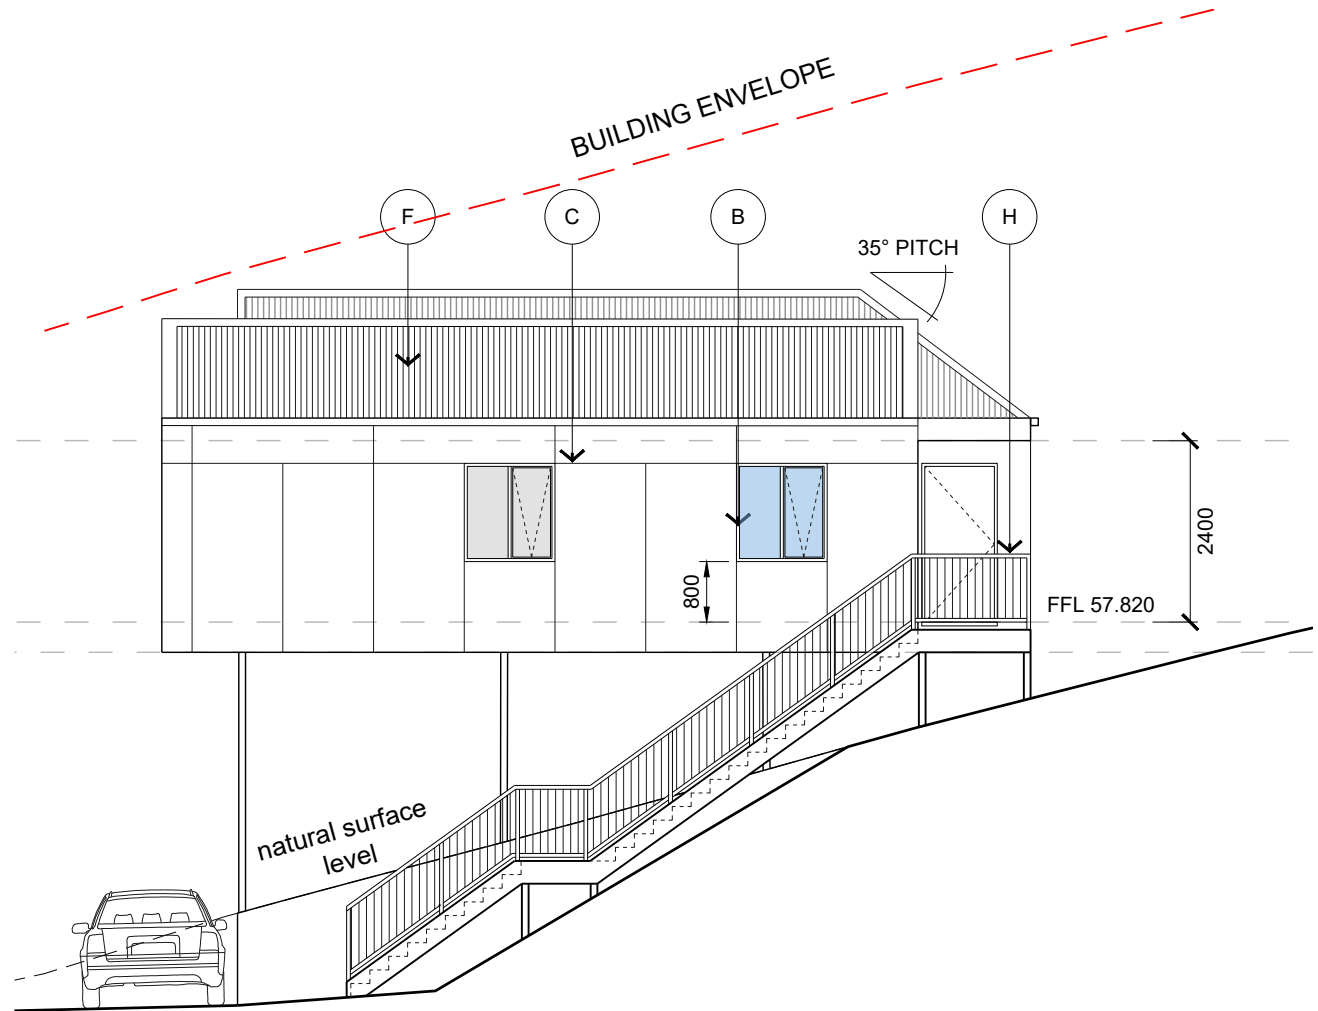 BUILDING ENVELOPE
F
C
B
H
35° PITCH
2400
800
FFL 57.820
natural surface
level